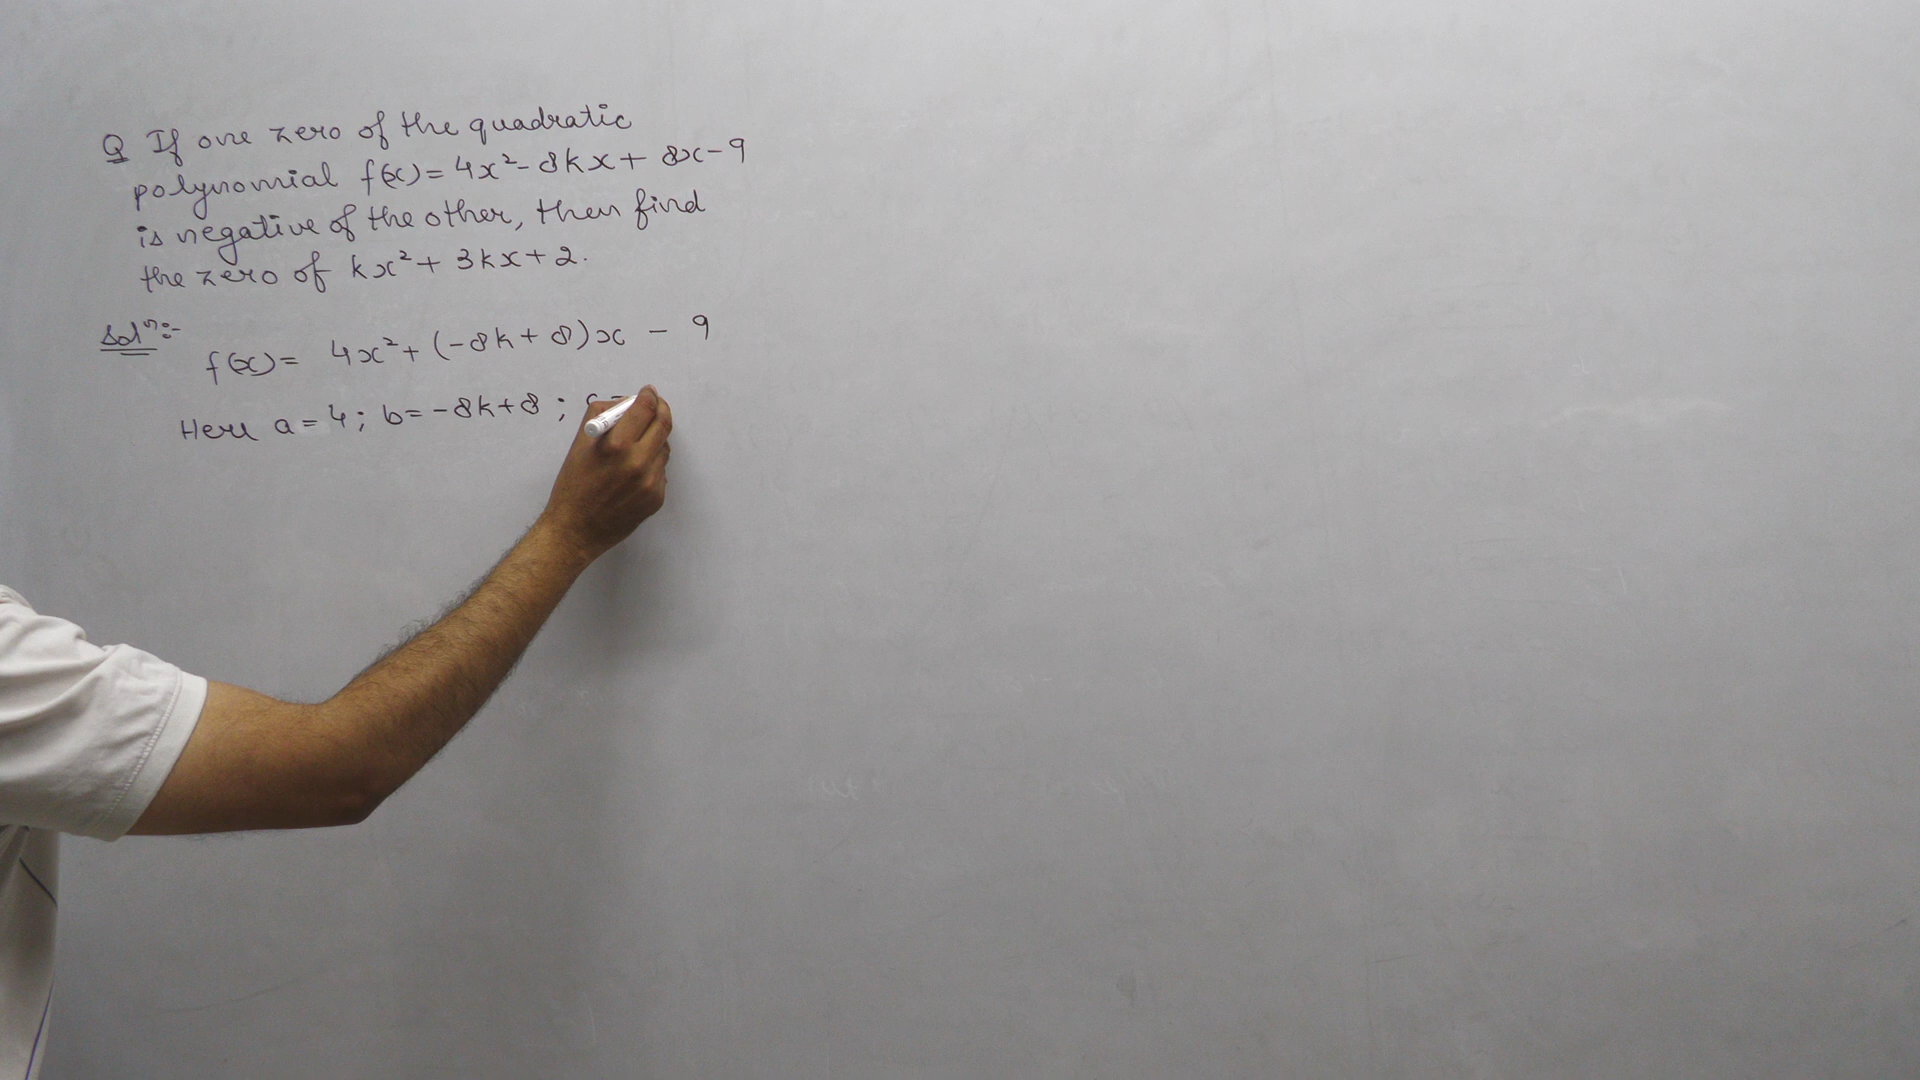 Q If one zero of the quadratic
polynomial f(x) = 4x² - 8kx + 8x - 9
is negative of the other, then find
the zero of kx² + 3kx + 2.
Solⁿ:-
f(x) = 4x² + (-8k + 8)x - 9
Here a = 4 ; b = -8k + 8 ; c =